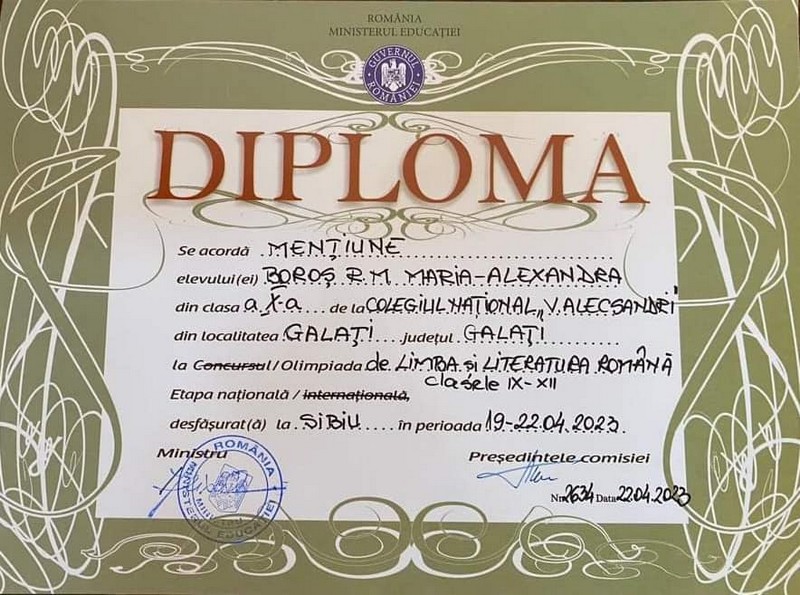 ROMÂNIA
MINISTERUL EDUCAȚIEI
GUVERNUL ROMÂNIEI
DIPLOMA
Se acordă MENȚIUNE
elevului(ei) BOROȘ R.M. MARIA-ALEXANDRA
din clasa a X-a de la COLEGIUL NAȚIONAL „V. ALECSANDRI”
din localitatea GALAȚI județul GALAȚI
la Concursul / Olimpiada de LIMBA și LITERATURA ROMÂNĂ
clasele IX-XII
Etapa națională / internațională,
desfășurat(ă) la SIBIU în perioada 19-22.04.2023.
Ministru Președintele comisiei
ROMÂNIA
MINISTERUL EDUCAȚIEI
Nr. 2634 Data 22.04.2023